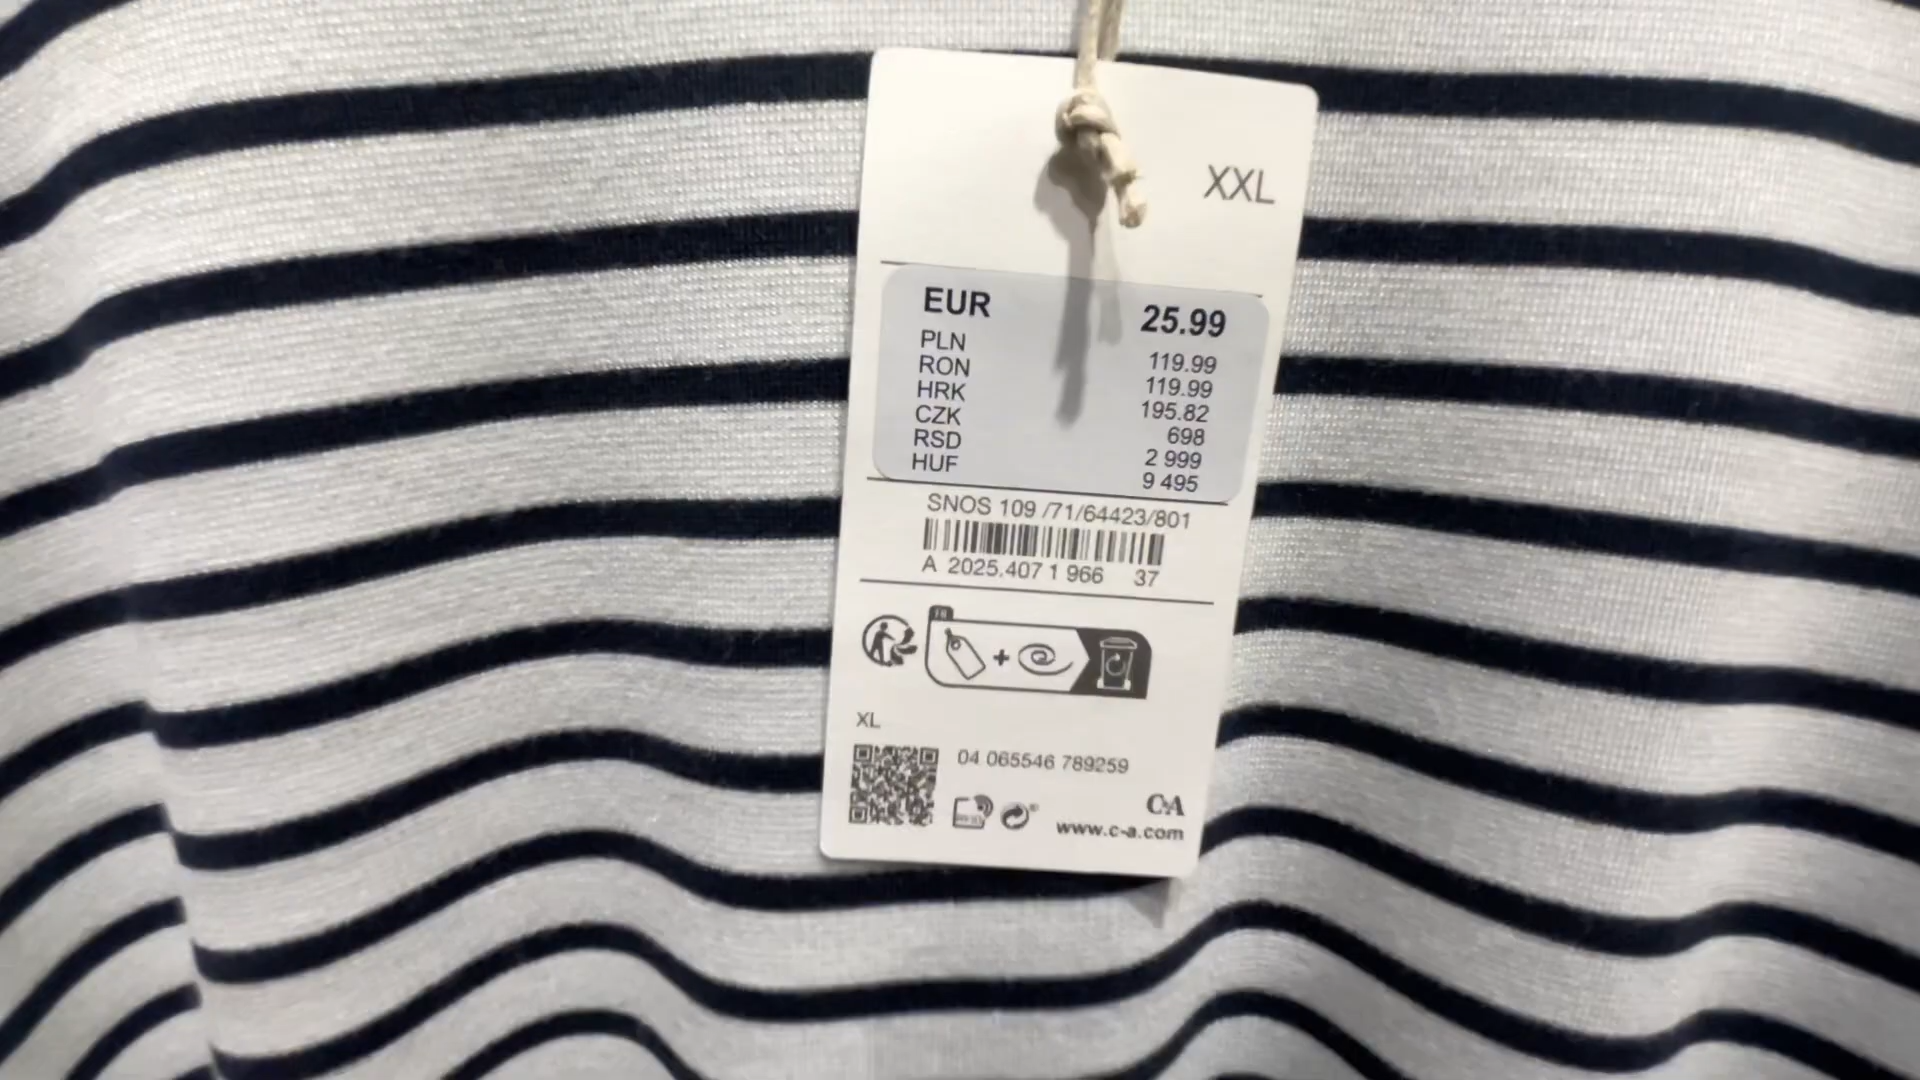 XXL
EUR 25.99
PLN 119.99
RON 119.99
HRK 195.82
CZK 698
RSD 2 999
HUF 9 495
SNOS 109 /71/64423/801
A 2025.407 1 966 37
FR
+
XL
04 065546 789259
C&A
www.c-a.com